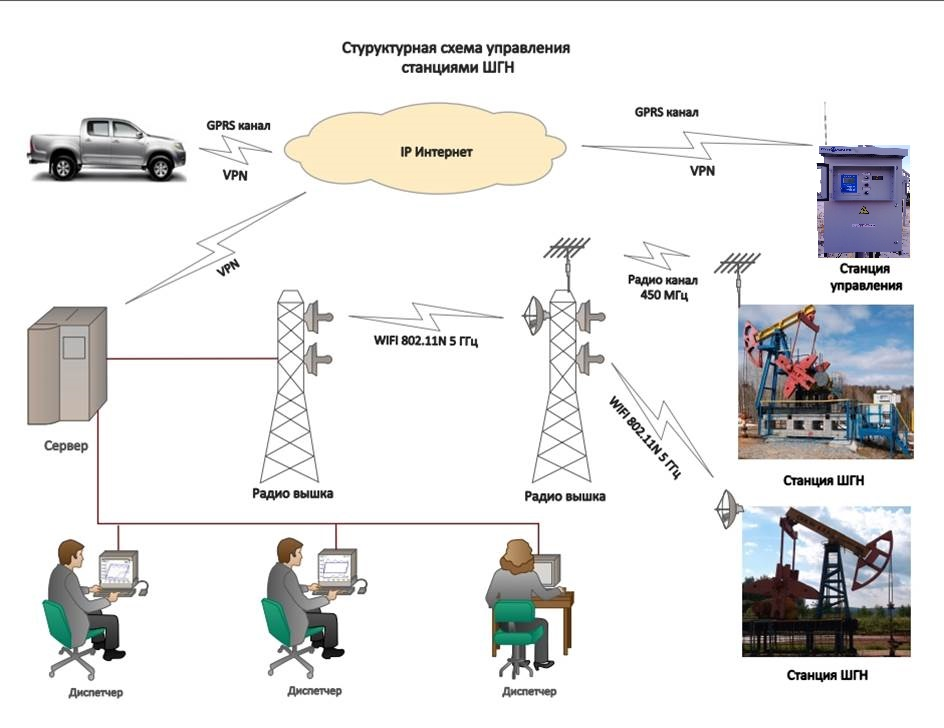 Стуруктурная схема управления
станциями ШГН
GPRS канал
VPN
IP Интернет
GPRS канал
VPN
VPN
Станция
управления
Радио канал
450 МГц
WIFI 802.11N 5 ГГц
WIFI 802.11N 5 ГГц
Сервер
Радио вышка
Радио вышка
Станция ШГН
Станция ШГН
Диспетчер
Диспетчер
Диспетчер